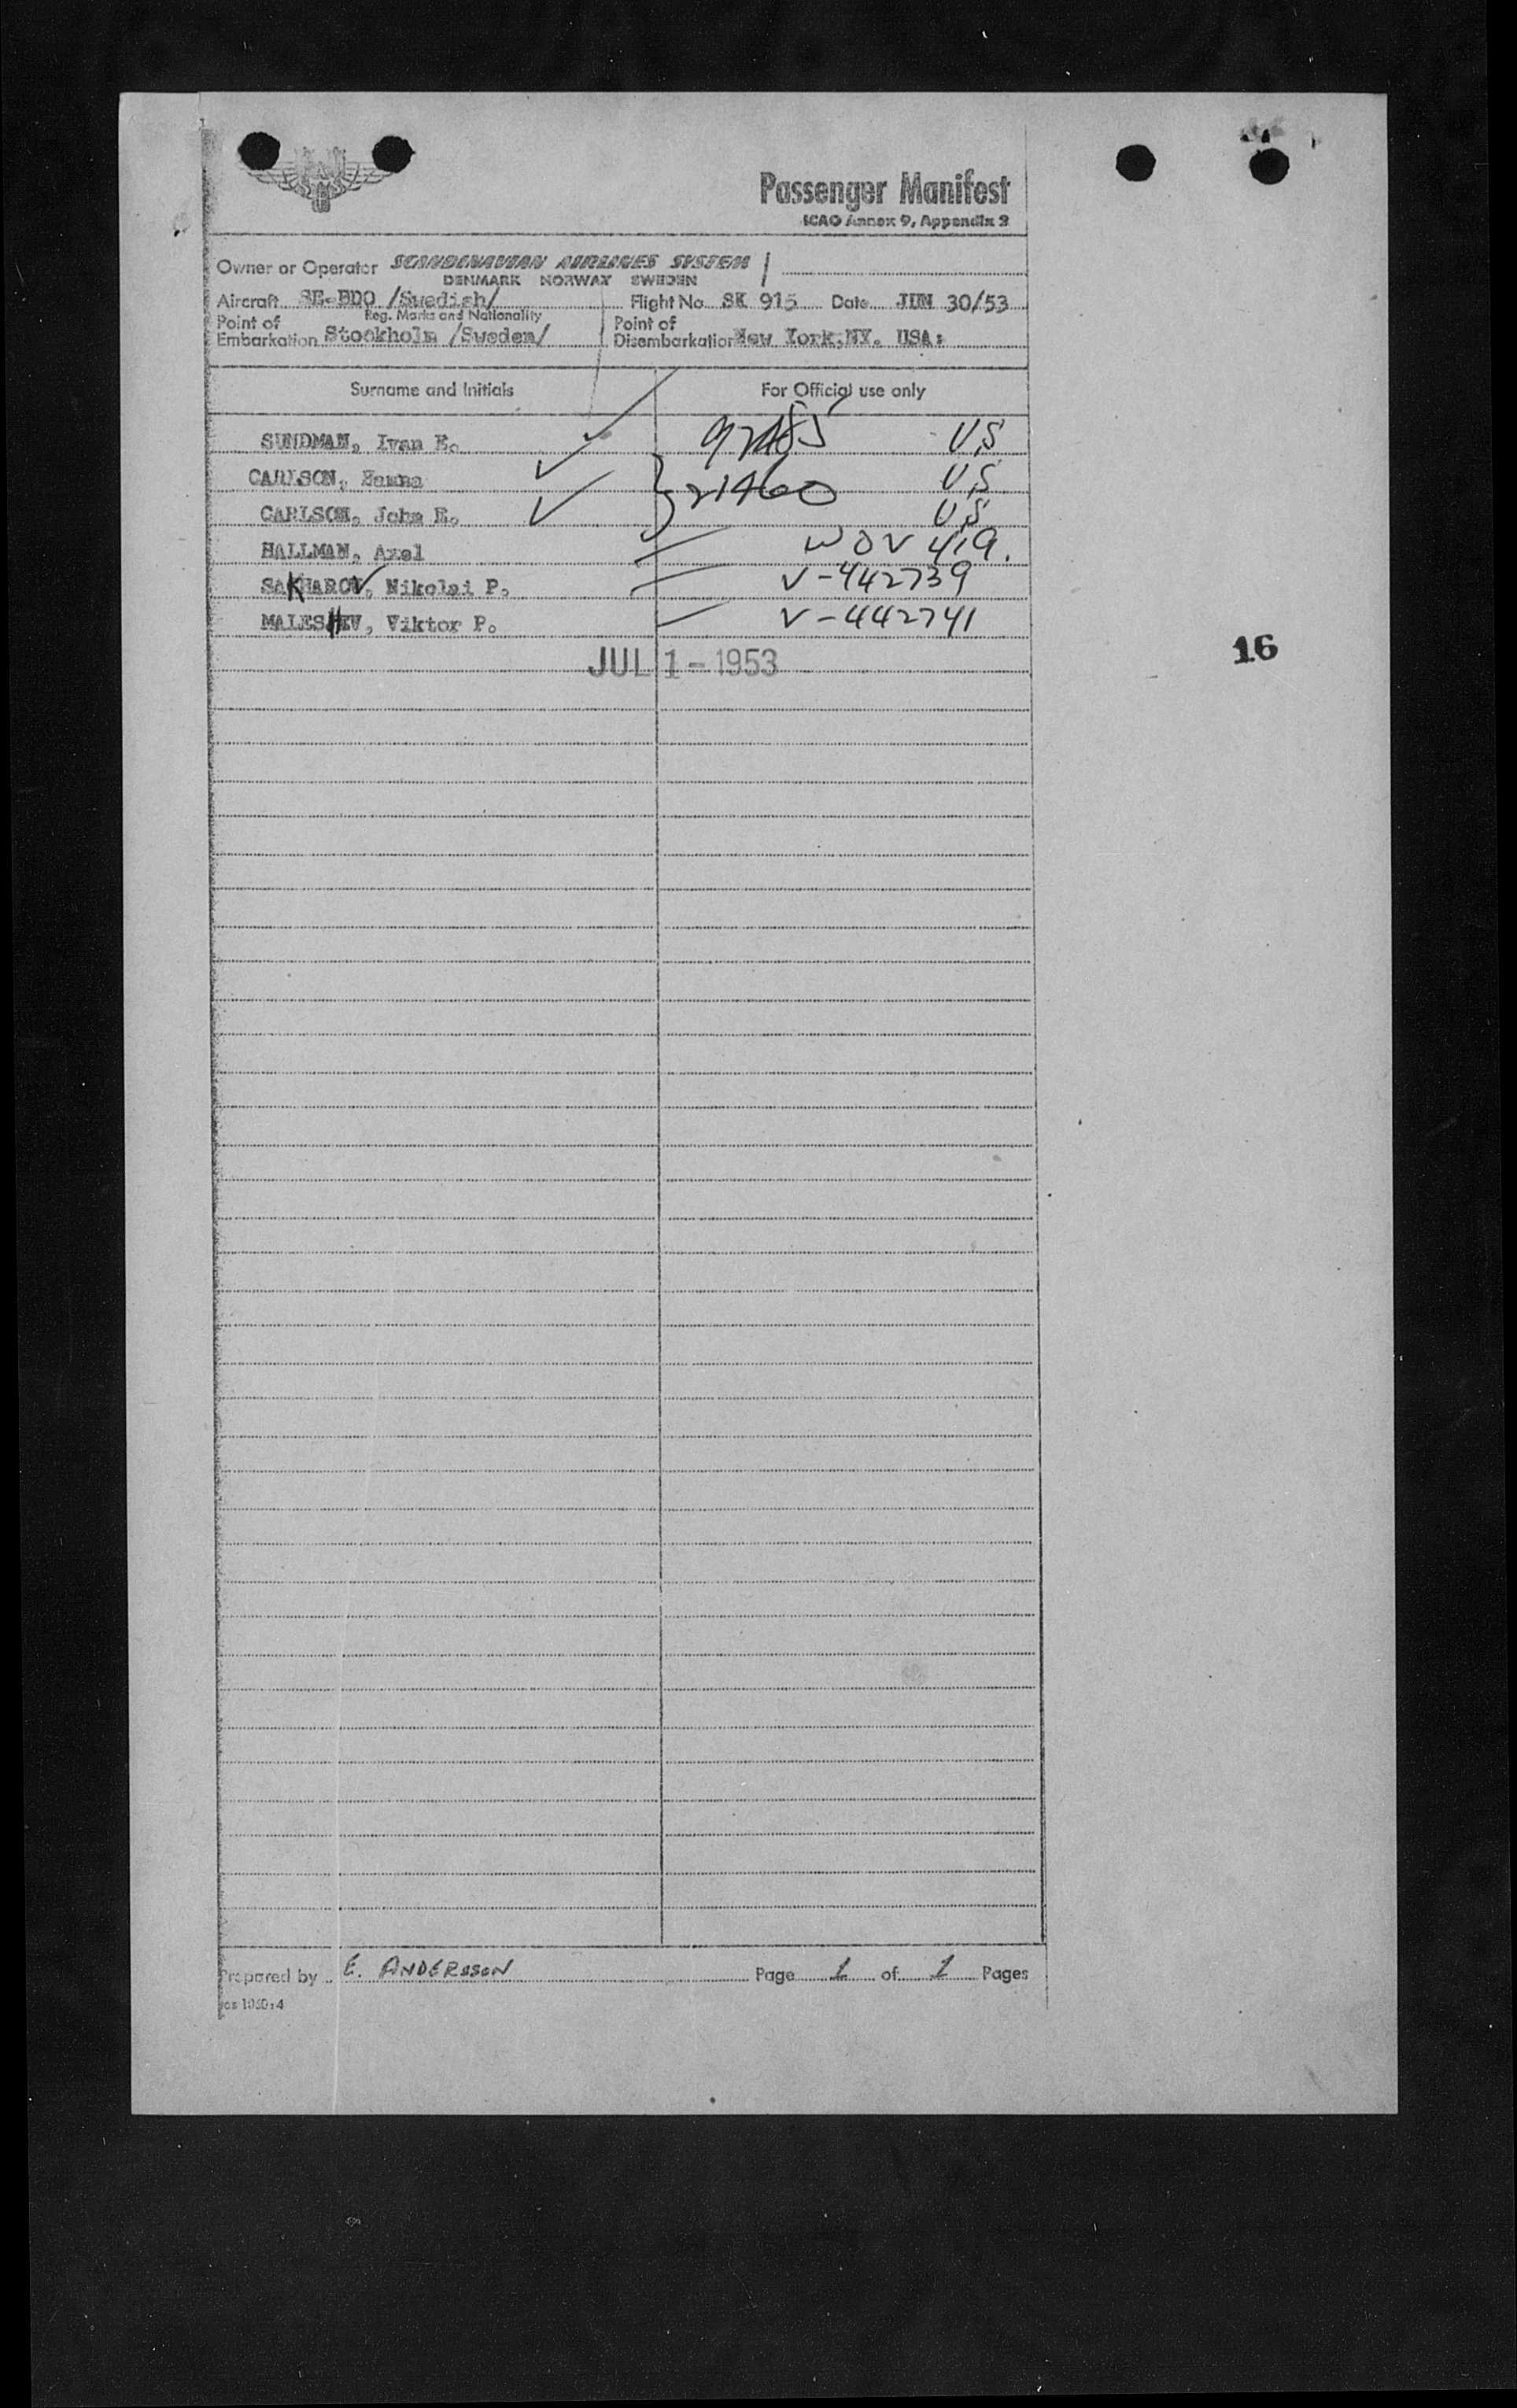 Passenger Manifest
ICAO Annex 9, Appendix 3
Owner or Operator SCANDINAVIAN AIRLINES SYSTEM
DENMARK NORWAY SWEDEN
Aircraft SE-BDO /Swedish/ Flight No SK 915 Date JUN 30/53
Reg. Marks and Nationality
Point of Embarkation Stockholm /Sweden/ Point of Disembarkation New York, NY. USA.
Surname and Initials For Official use only
SUNDMAN, Ivan E. US
CARLSON, Hanna US
CARLSON, John E. 21460 US
HALLMAN, Axel WOV 419.
SAKHAROV, Nikolai P. V-442739
MALESHEV, Viktor P. V-442741
JUL 1 - 1953
16
Prepared by E. ANDERSSON Page 1 of 1 Pages